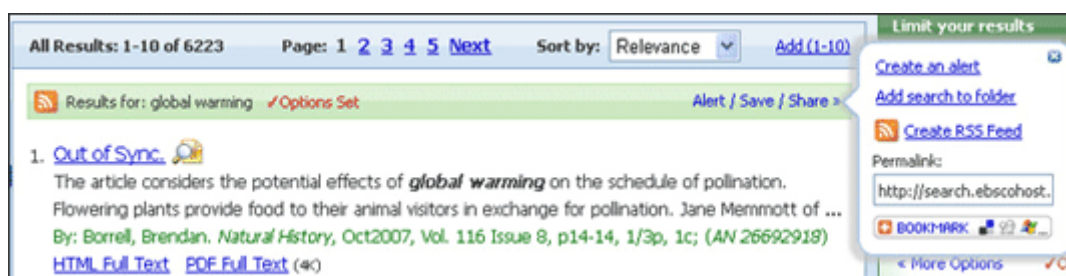 All Results: 1-10 of 6223 Page: 1 2 3 4 5 Next Sort by: Relevance Add (1-10)
Results for: global warming ✓Options Set Alert / Save / Share »
1. Out of Sync.
The article considers the potential effects of global warming on the schedule of pollination.
Flowering plants provide food to their animal visitors in exchange for pollination. Jane Memmott of ...
By: Borrell, Brendan. Natural History, Oct2007, Vol. 116 Issue 8, p14-14, 1/3p, 1c; (AN 26692918)
HTML Full Text PDF Full Text (4K)
Limit your results
Create an alert
Add search to folder
Create RSS Feed
Permalink:
http://search.ebscohost.
BOOKMARK
« More Options